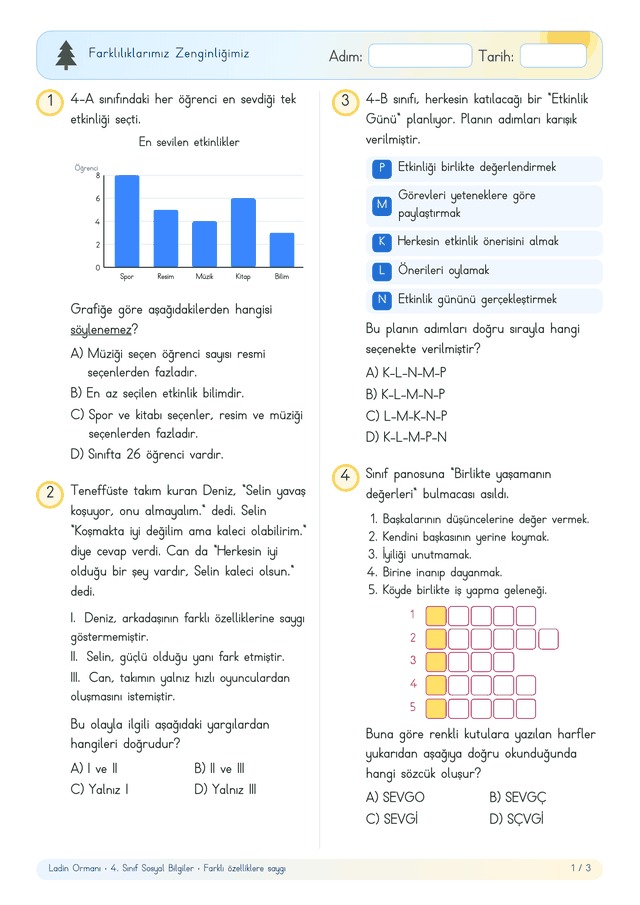 Farklılıklarımız Zenginliğimiz
Adım:
Tarih:
1
4-A sınıfındaki her öğrenci en sevdiği tek
etkinliği seçti.
En sevilen etkinlikler
Öğrenci
8
6
4
2
0
Spor Resim Müzik Kitap Bilim
Grafiğe göre aşağıdakilerden hangisi
söylenemez?
A) Müziği seçen öğrenci sayısı resmi
seçenlerden fazladır.
B) En az seçilen etkinlik bilimdir.
C) Spor ve kitabı seçenler, resim ve müziği
seçenlerden fazladır.
D) Sınıfta 26 öğrenci vardır.
2
Teneffüste takım kuran Deniz, "Selin yavaş
koşuyor, onu almayalım." dedi. Selin
"Koşmakta iyi değilim ama kaleci olabilirim."
diye cevap verdi. Can da "Herkesin iyi
olduğu bir şey vardır, Selin kaleci olsun."
dedi.
I. Deniz, arkadaşının farklı özelliklerine saygı
göstermemiştir.
II. Selin, güçlü olduğu yanı fark etmiştir.
III. Can, takımın yalnız hızlı oyunculardan
oluşmasını istemiştir.
Bu olayla ilgili aşağıdaki yargılardan
hangileri doğrudur?
A) I ve II B) II ve III
C) Yalnız I D) Yalnız III
3
4-B sınıfı, herkesin katılacağı bir "Etkinlik
Günü" planlıyor. Planın adımları karışık
verilmiştir.
P Etkinliği birlikte değerlendirmek
M Görevleri yeteneklere göre
paylaştırmak
K Herkesin etkinlik önerisini almak
L Önerileri oylamak
N Etkinlik gününü gerçekleştirmek
Bu planın adımları doğru sırayla hangi
seçenekte verilmiştir?
A) K-L-N-M-P
B) K-L-M-N-P
C) L-M-K-N-P
D) K-L-M-P-N
4
Sınıf panosuna "Birlikte yaşamanın
değerleri" bulmacası asıldı.
1. Başkalarının düşüncelerine değer vermek.
2. Kendini başkasının yerine koymak.
3. İyiliği unutmamak.
4. Birine inanıp dayanmak.
5. Köyde birlikte iş yapma geleneği.
1
2
3
4
5
Buna göre renkli kutulara yazılan harfler
yukarıdan aşağıya doğru okunduğunda
hangi sözcük oluşur?
A) SEVGO B) SEVGÇ
C) SEVGİ D) SÇVGİ
Ladin Ormanı • 4. Sınıf Sosyal Bilgiler • Farklı özelliklere saygı
1 / 3